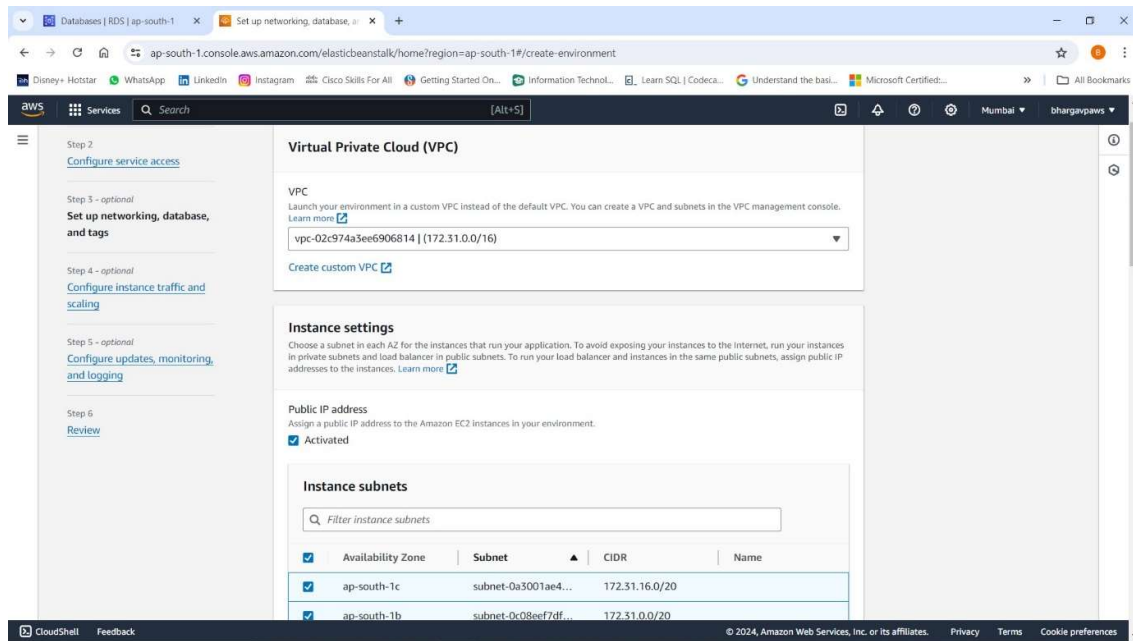 Databases | RDS | ap-south-1
Set up networking, database, a
ap-south-1.console.aws.amazon.com/elasticbeanstalk/home?region=ap-south-1#/create-environment
Disney+ Hotstar WhatsApp LinkedIn Instagram Cisco Skills For All Getting Started On... Information Technol... Learn SQL | Codeca... Understand the basi... Microsoft Certified:... » All Bookmarks
aws Services Search [Alt+S] Mumbai bhargavpaws
Step 2
Configure service access
Step 3 - optional
Set up networking, database,
and tags
Step 4 - optional
Configure instance traffic and
scaling
Step 5 - optional
Configure updates, monitoring,
and logging
Step 6
Review
Virtual Private Cloud (VPC)
VPC
Launch your environment in a custom VPC instead of the default VPC. You can create a VPC and subnets in the VPC management console.
Learn more
vpc-02c974a3ee6906814 | (172.31.0.0/16)
Create custom VPC
Instance settings
Choose a subnet in each AZ for the instances that run your application. To avoid exposing your instances to the Internet, run your instances
in private subnets and load balancer in public subnets. To run your load balancer and instances in the same public subnets, assign public IP
addresses to the instances. Learn more
Public IP address
Assign a public IP address to the Amazon EC2 instances in your environment.
Activated
Instance subnets
Filter instance subnets
Availability Zone Subnet CIDR Name
ap-south-1c subnet-0a3001ae4... 172.31.16.0/20
ap-south-1b subnet-0c08eef7df... 172.31.0.0/20
CloudShell Feedback © 2024, Amazon Web Services, Inc. or its affiliates. Privacy Terms Cookie preferences